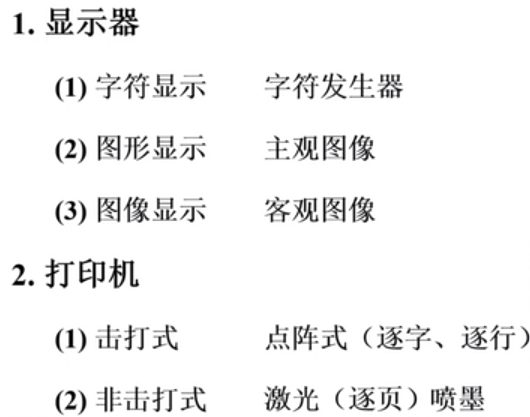 1. 显示器
(1) 字符显示 字符发生器
(2) 图形显示 主观图像
(3) 图像显示 客观图像
2. 打印机
(1) 击打式 点阵式（逐字、逐行）
(2) 非击打式 激光（逐页）喷墨